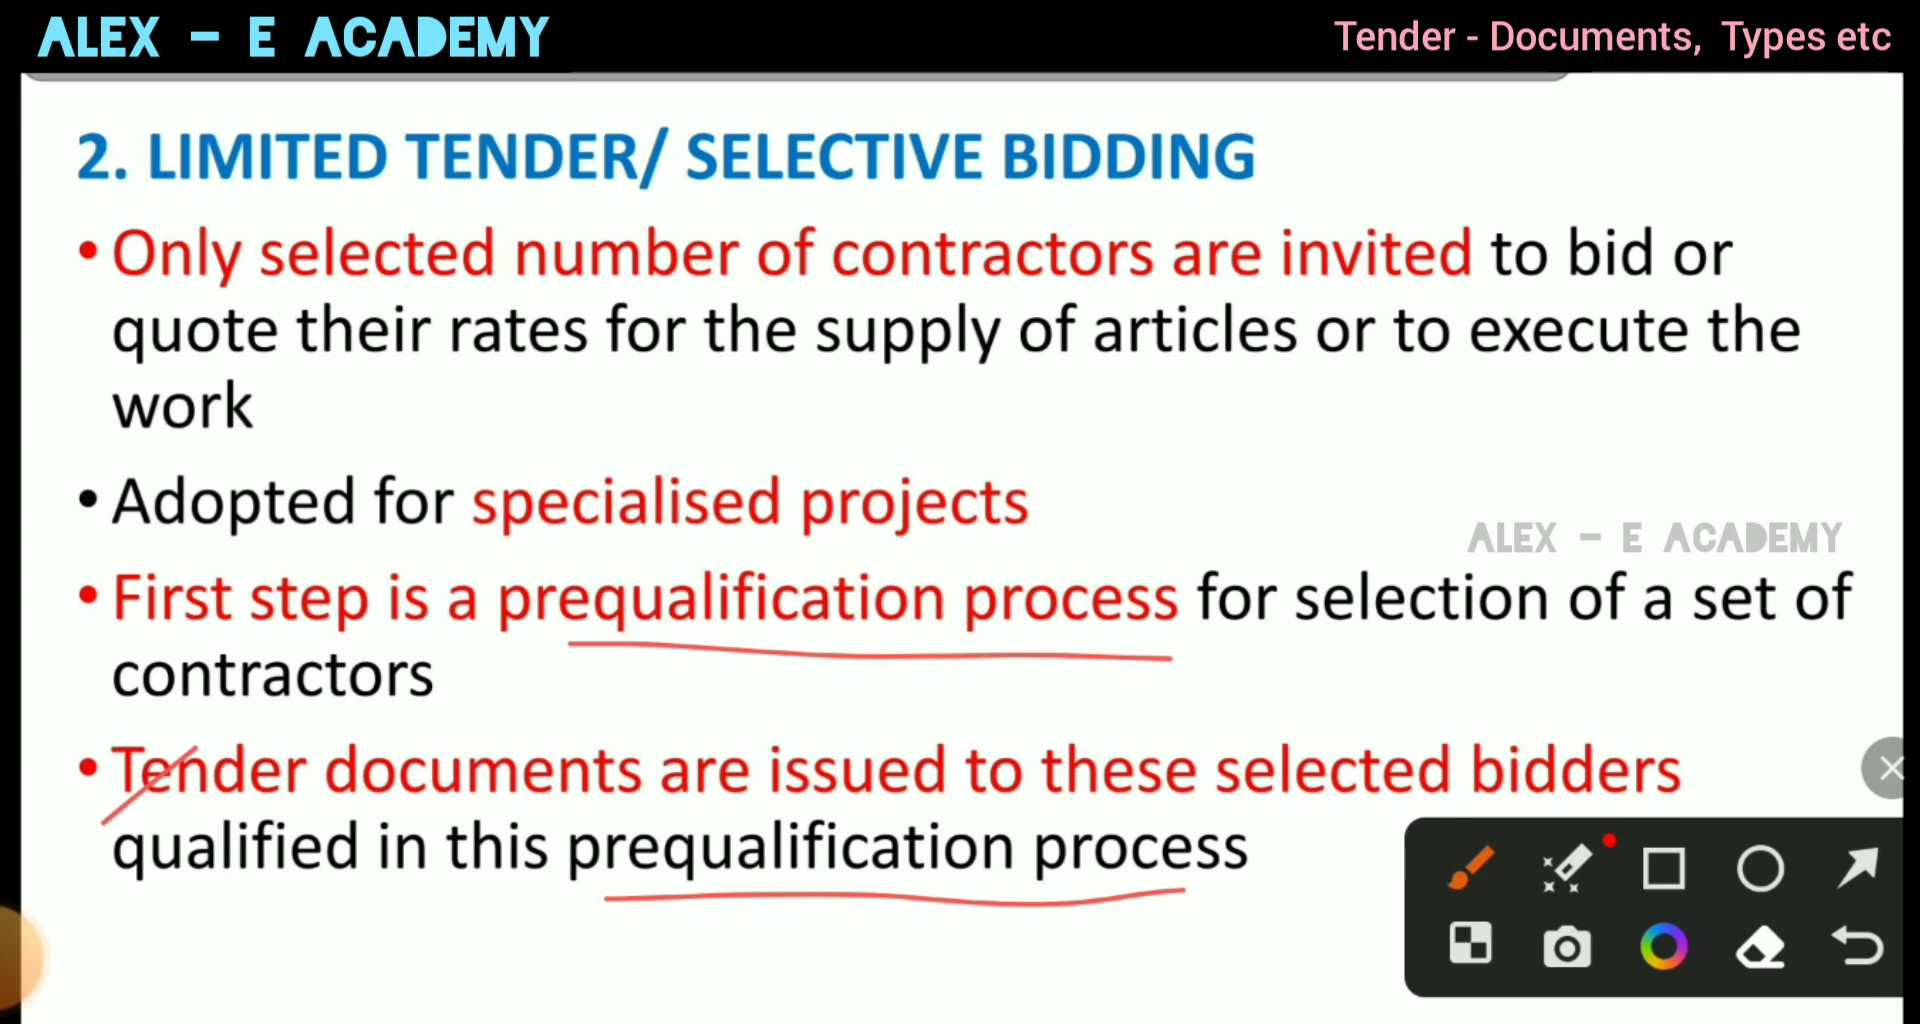 ALEX - E ACADEMY
Tender - Documents, Types etc
2. LIMITED TENDER/ SELECTIVE BIDDING
• Only selected number of contractors are invited to bid or
quote their rates for the supply of articles or to execute the
work
• Adopted for specialised projects
ALEX - E ACADEMY
• First step is a prequalification process for selection of a set of
contractors
• Tender documents are issued to these selected bidders
qualified in this prequalification process